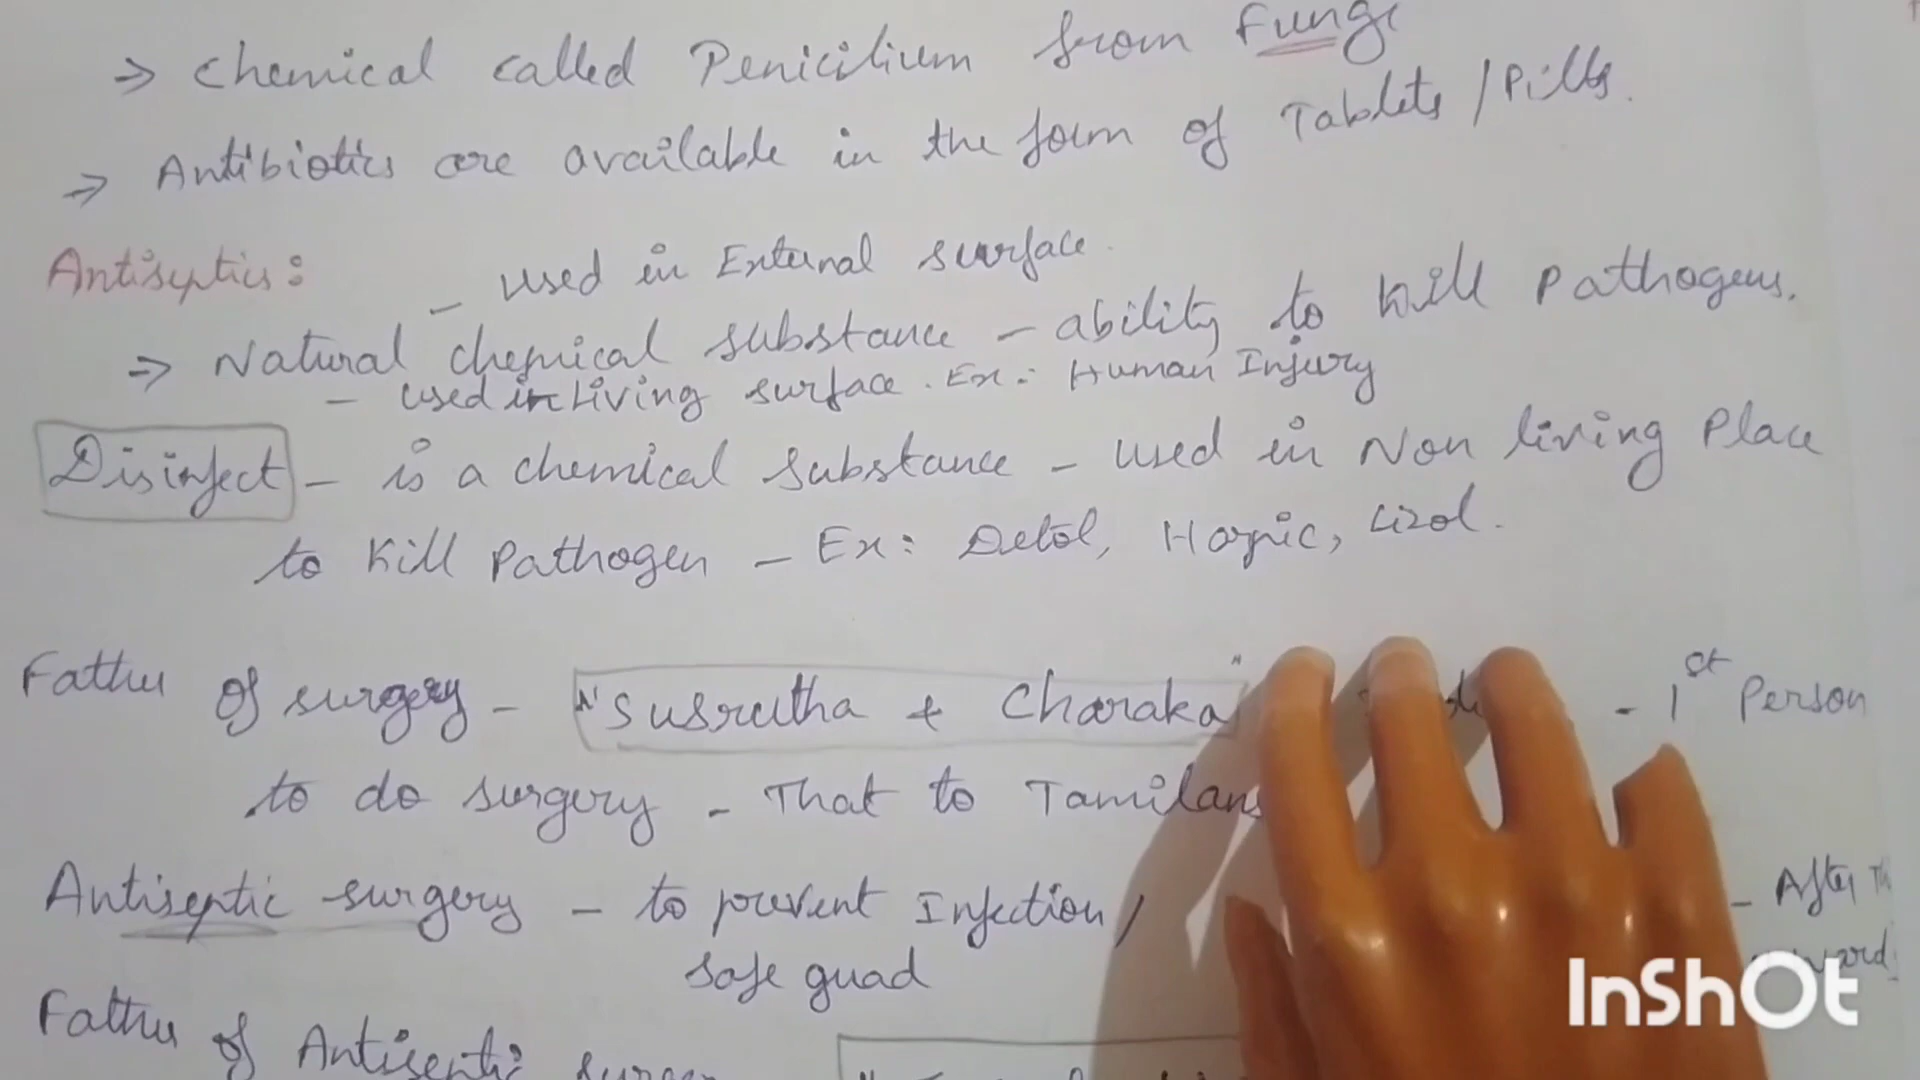 ⇒ Chemical called Penicilium from Fungi
⇒ Antibiotics are available in the form of Tablets / Pills.
Antiseptics:
- used in External surface.
⇒ Natural chemical substance - ability to kill pathogens.
- used in Living surface. Ex: Human Injury
Disinfect - is a chemical substance - used in Non living Place
to kill pathogen - Ex: Detol, Harpic, Lizol.
Father of surgery - "Susrutha & Charaka" - 1st Person
to do surgery - That to Tamilans
Antiseptic surgery - to prevent Infection / - After
safe guad
Father of Antiseptic
InShOt